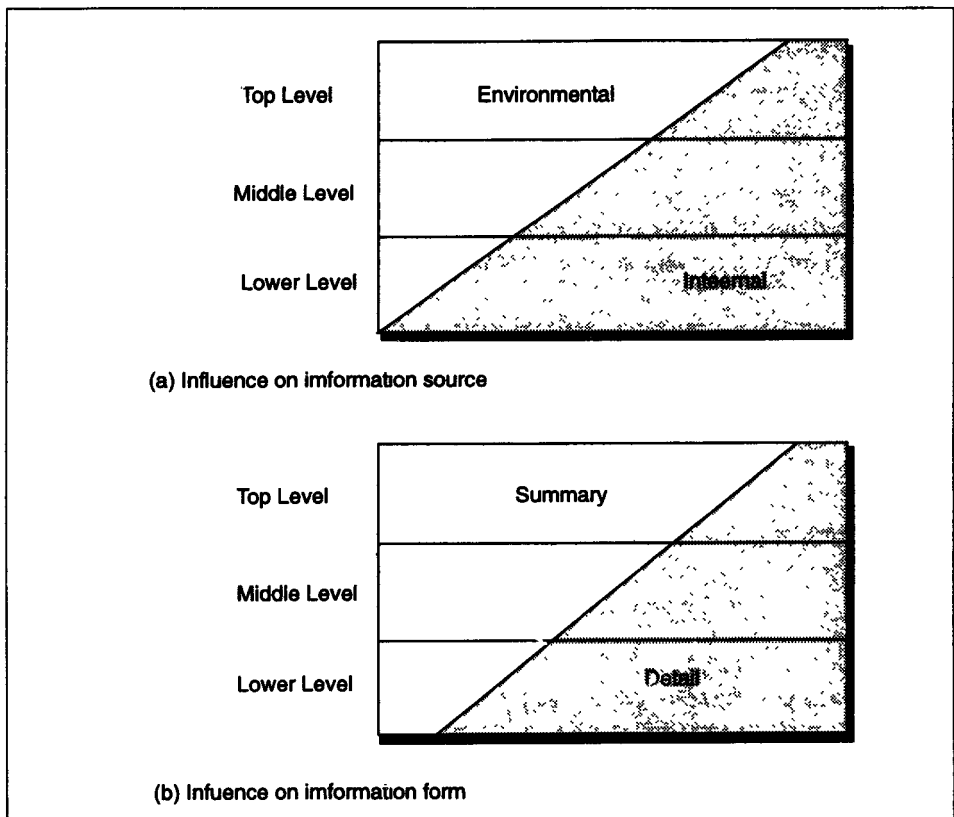 Top Level
Environmental
Middle Level
Lower Level
Inteernal
(a) Influence on imformation source
Top Level
Summary
Middle Level
Lower Level
Detail
(b) Infuence on imformation form